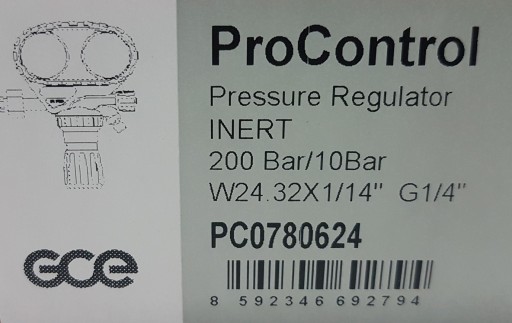 ProControl
Pressure Regulator
INERT
200 Bar/10Bar
W24.32X1/14" G1/4"
PC0780624
GCE
8 592346 692794